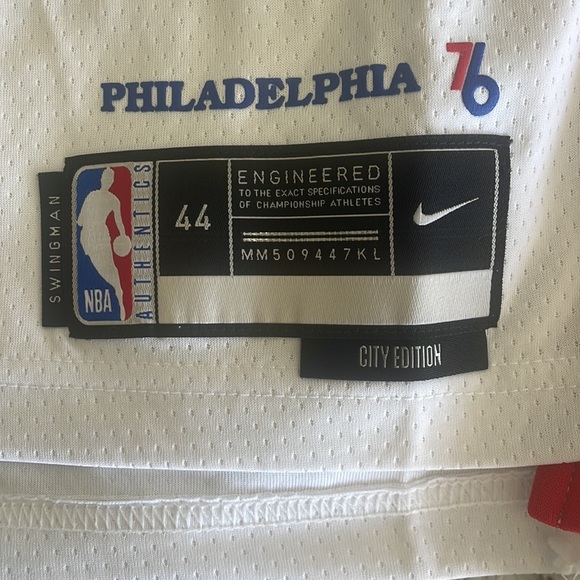 PHILADELPHIA 76
SWINGMAN
NBA
AUTHENTICS
44
ENGINEERED
TO THE EXACT SPECIFICATIONS
OF CHAMPIONSHIP ATHLETES
MM509447KL
CITY EDITION